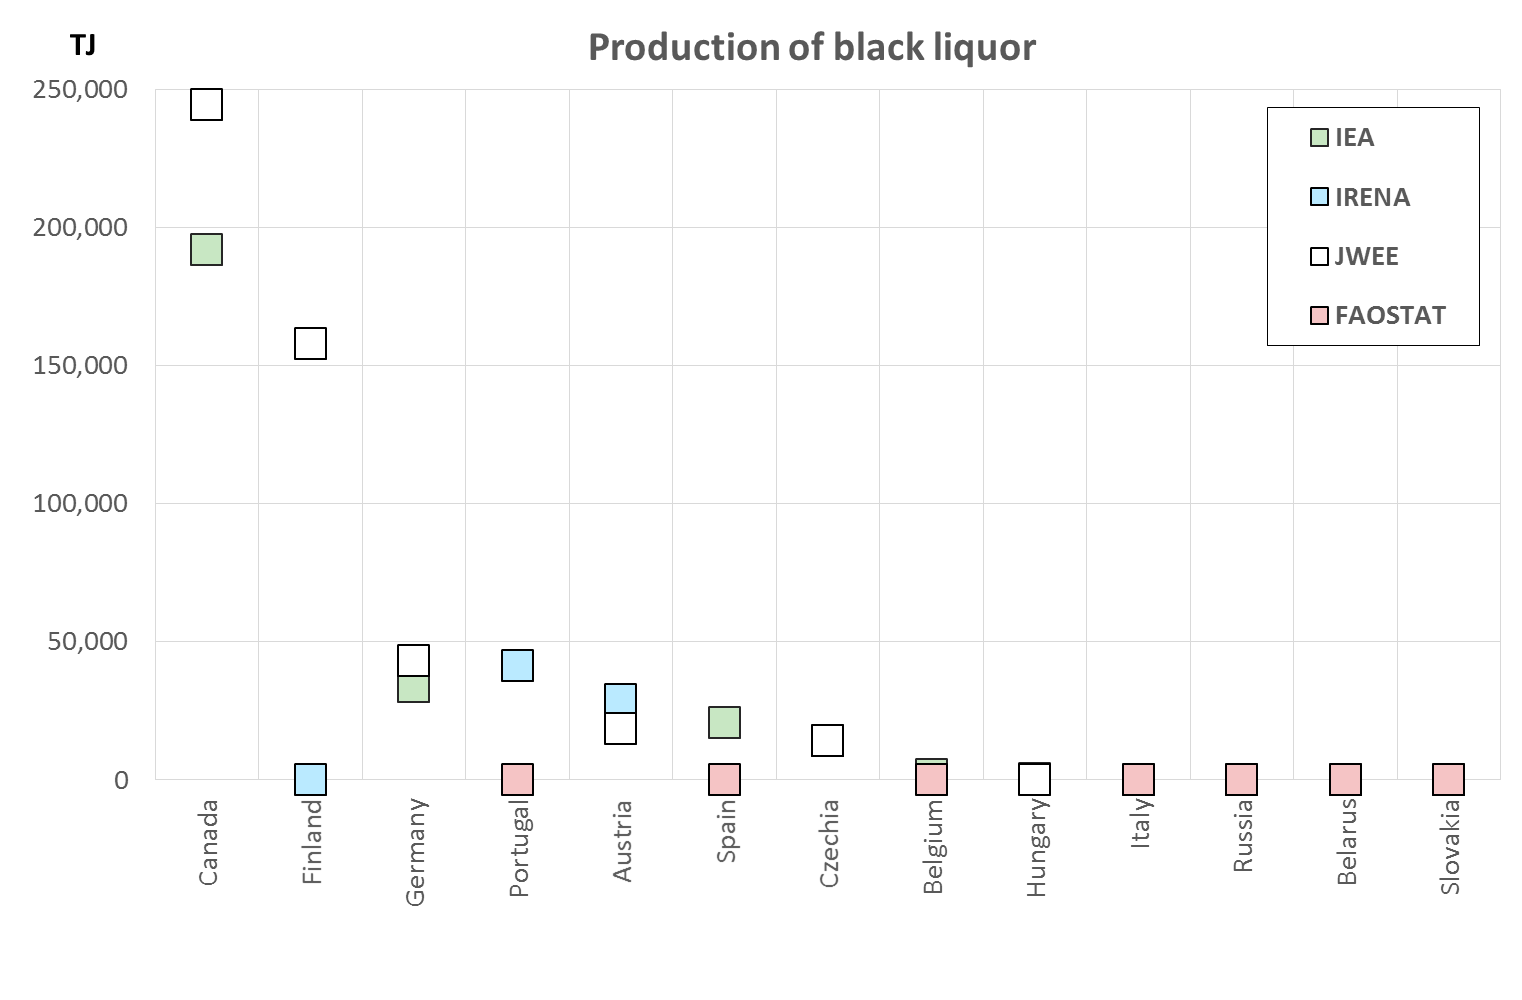 TJ
Production of black liquor
250,000
200,000
150,000
100,000
50,000
0
IEA
IRENA
JWEE
FAOSTAT
Canada
Finland
Germany
Portugal
Austria
Spain
Czechia
Belgium
Hungary
Italy
Russia
Belarus
Slovakia